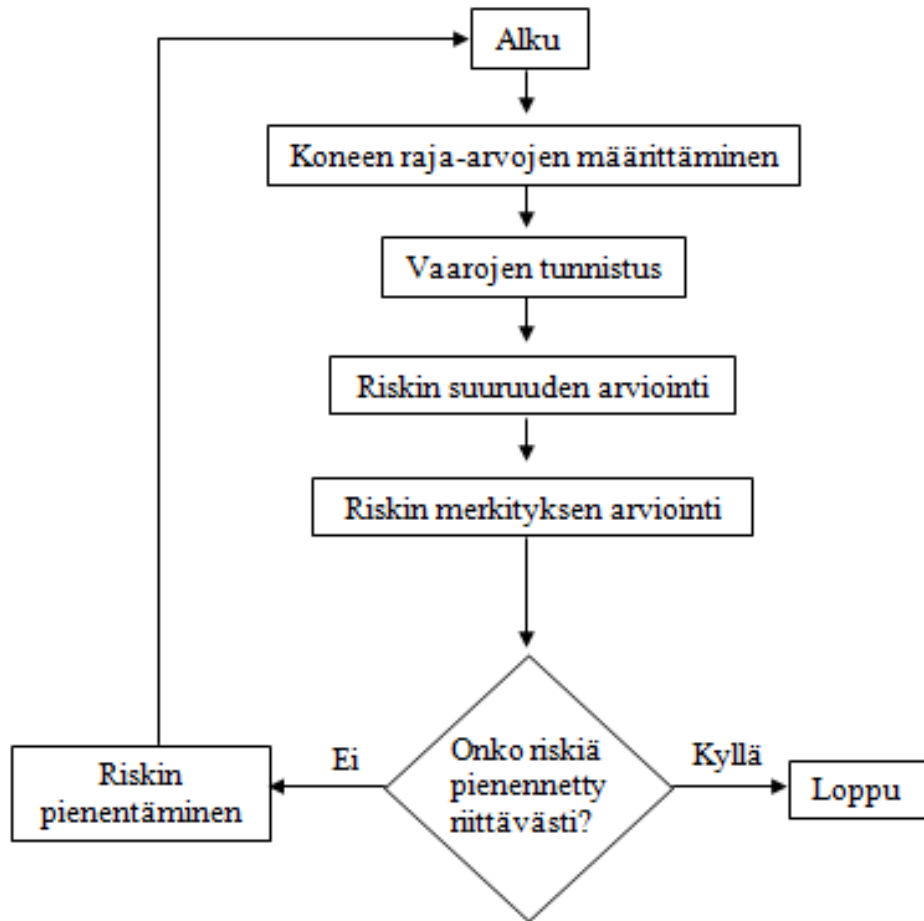 Alku
Koneen raja-arvojen määrittäminen
Vaarojen tunnistus
Riskin suuruuden arviointi
Riskin merkityksen arviointi
Onko riskiä
pienennetty
riittävästi?
Ei
Kyllä
Riskin
pienentäminen
Loppu